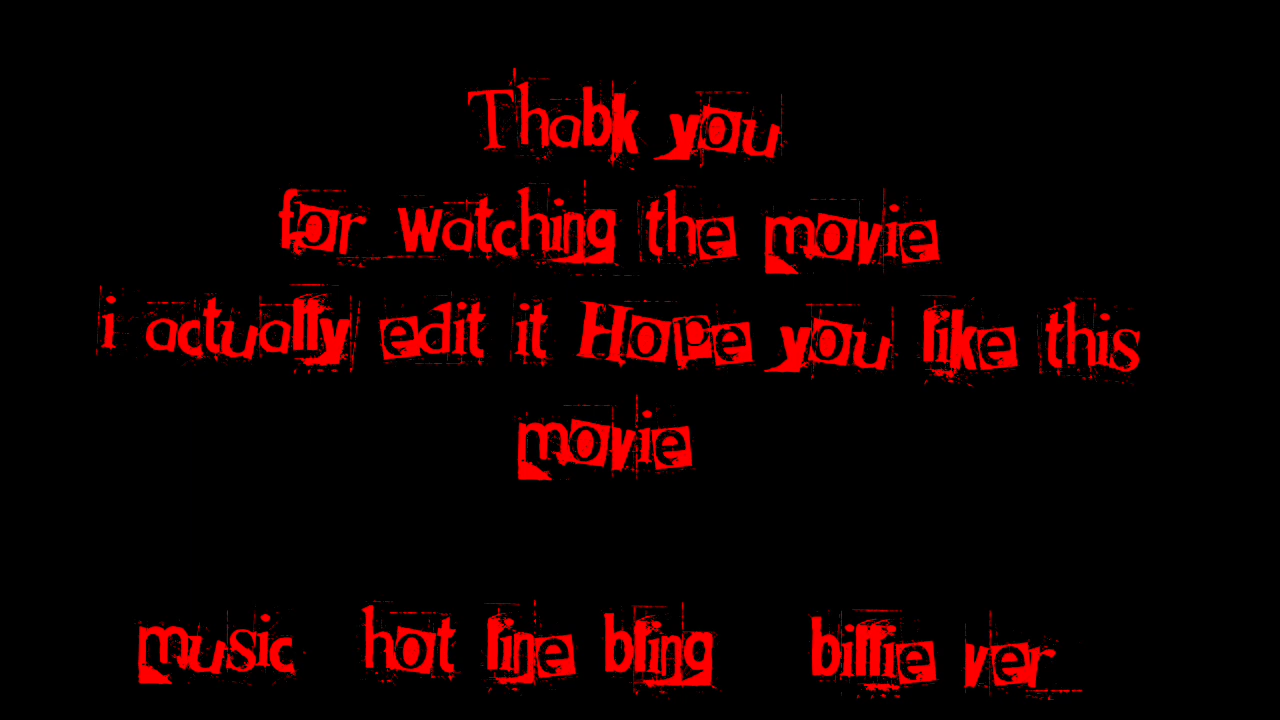 Thabk you
for watching the movie
i actually edit it Hope you like this
movie
music hot line bling billie ver